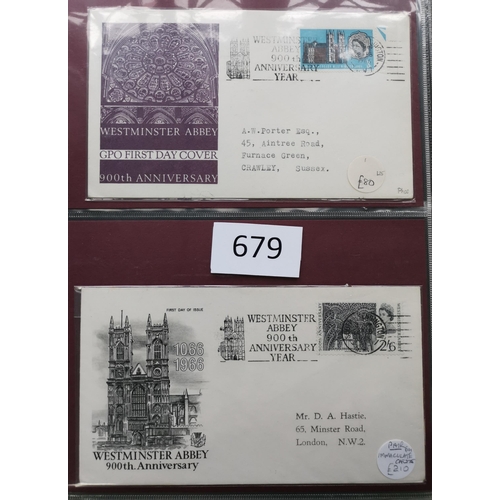 WESTMINSTER ABBEY
GPO FIRST DAY COVER
900th ANNIVERSARY
WESTMINSTER
ABBEY
900th
ANNIVERSARY
YEAR
A.W.Porter Esq.,
45, Aintree Road,
Furnace Green,
CRAWLEY, Sussex.
£80
679
FIRST DAY OF ISSUE
1066
1966
WESTMINSTER ABBEY
900th. Anniversary
WESTMINSTER
ABBEY
900th
ANNIVERSARY
YEAR
2/6
Mr. D. A. Hastie,
65, Minster Road,
London, N.W.2.
PAIR
£210